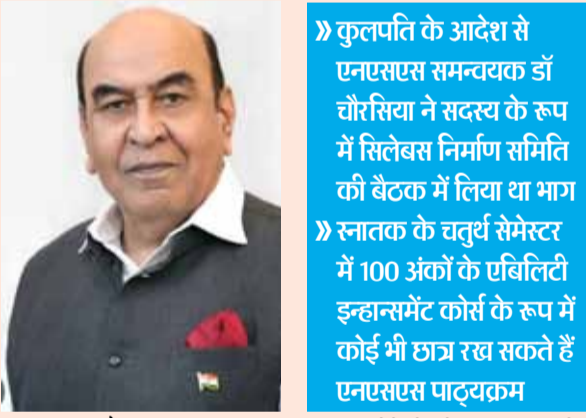 » कुलपति के आदेश से
एनएसएस समन्वयक डॉ
चौरसिया ने सदस्य के रूप
में सिलेबस निर्माण समिति
की बैठक में लिया था भाग
» स्नातक के चतुर्थ सेमेस्टर
में 100 अंकों के एबिलिटी
इन्हान्समेंट कोर्स के रूप में
कोई भी छात्र रख सकते हैं
एनएसएस पाठ्यक्रम